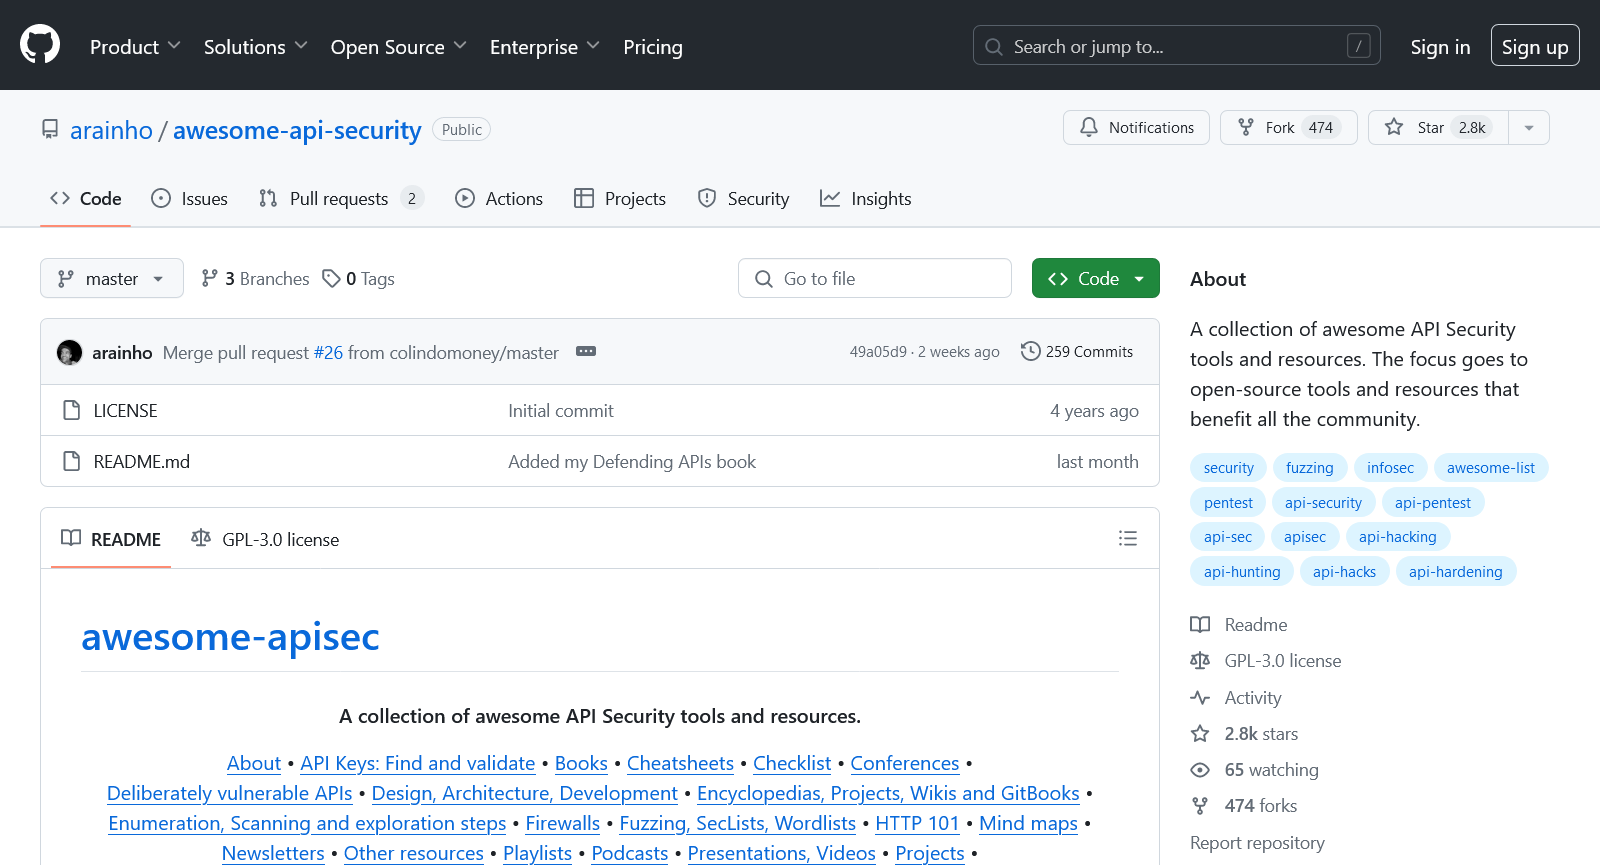 Product Solutions Open Source Enterprise Pricing Search or jump to... / Sign in Sign up
arainho / awesome-api-security Public Notifications Fork 474 Star 2.8k
Code Issues Pull requests 2 Actions Projects Security Insights
master 3 Branches 0 Tags Go to file Code
arainho Merge pull request #26 from colindomoney/master 49a05d9 · 2 weeks ago 259 Commits
LICENSE Initial commit 4 years ago
README.md Added my Defending APIs book last month
README GPL-3.0 license
awesome-apisec
A collection of awesome API Security tools and resources.
About • API Keys: Find and validate • Books • Cheatsheets • Checklist • Conferences •
Deliberately vulnerable APIs • Design, Architecture, Development • Encyclopedias, Projects, Wikis and GitBooks •
Enumeration, Scanning and exploration steps • Firewalls • Fuzzing, SecLists, Wordlists • HTTP 101 • Mind maps •
Newsletters • Other resources • Playlists • Podcasts • Presentations, Videos • Projects •
About
A collection of awesome API Security
tools and resources. The focus goes to
open-source tools and resources that
benefit all the community.
security fuzzing infosec awesome-list
pentest api-security api-pentest
api-sec apisec api-hacking
api-hunting api-hacks api-hardening
Readme
GPL-3.0 license
Activity
2.8k stars
65 watching
474 forks
Report repository